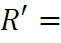 R′ =